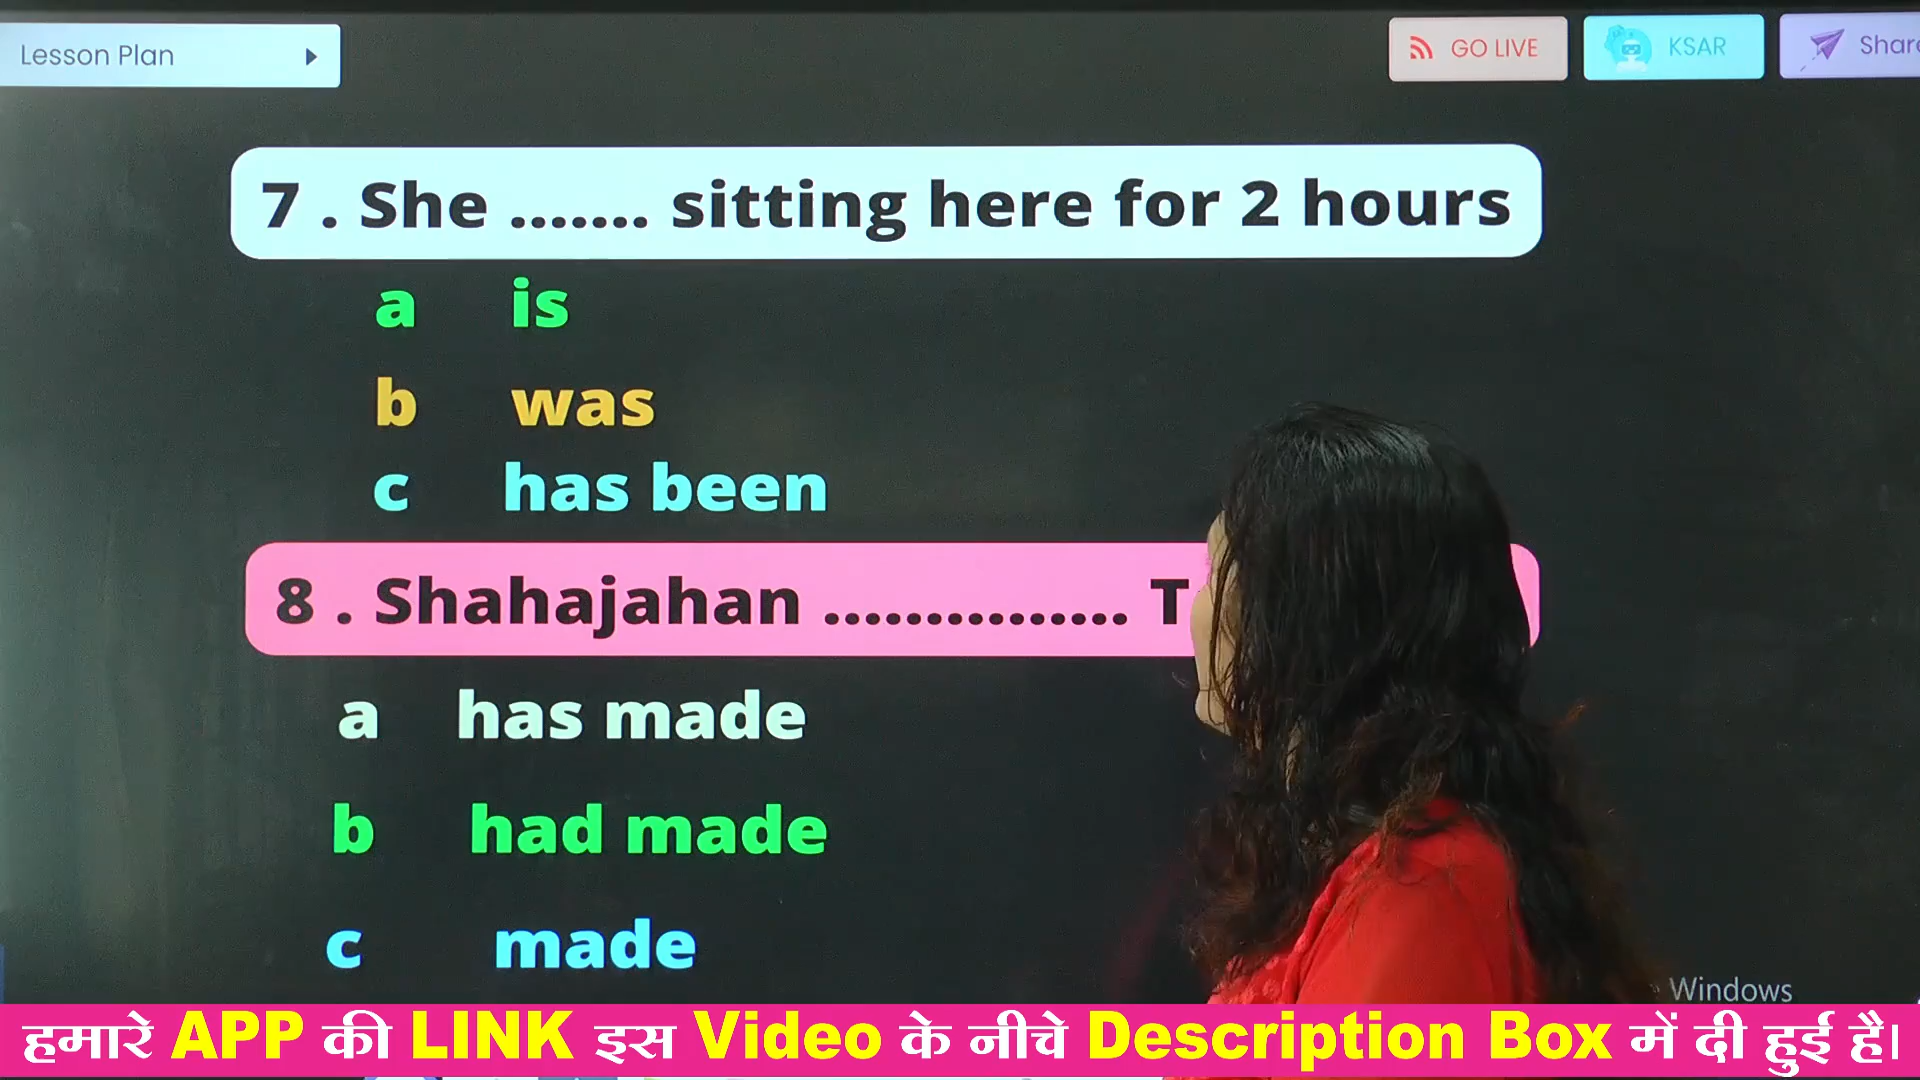 Lesson Plan
GO LIVE
KSAR
Share
7 . She ....... sitting here for 2 hours
a is
b was
c has been
8 . Shahajahan ............... T
a has made
b had made
c made
Windows
हमारे APP की LINK इस Video के नीचे Description Box में दी हुई है।